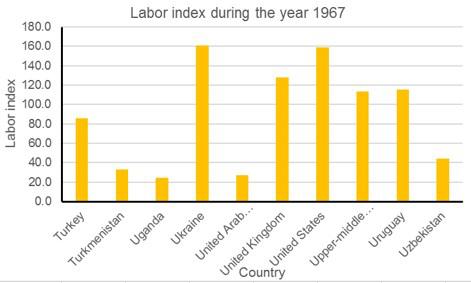 Labor index during the year 1967
180.0
160.0
140.0
120.0
100.0
80.0
60.0
40.0
20.0
0.0
Labor index
Turkey
Turkmenistan
Uganda
Ukraine
United Arab…
United Kingdom
United States
Upper-middle…
Uruguay
Uzbekistan
Country